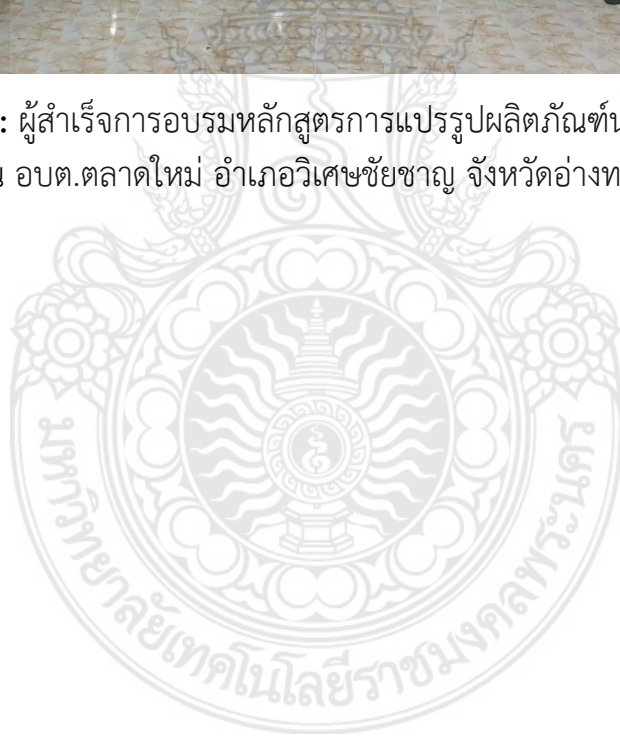 : ผู้สำเร็จการอบรมหลักสูตรการแปรรูปผลิตภัณฑ์
อบต.ตลาดใหม่ อำเภอวิเศษชัยชาญ จังหวัดอ่างท
มหาวิทยาลัยเทคโนโลยีราชมงคลพระนคร